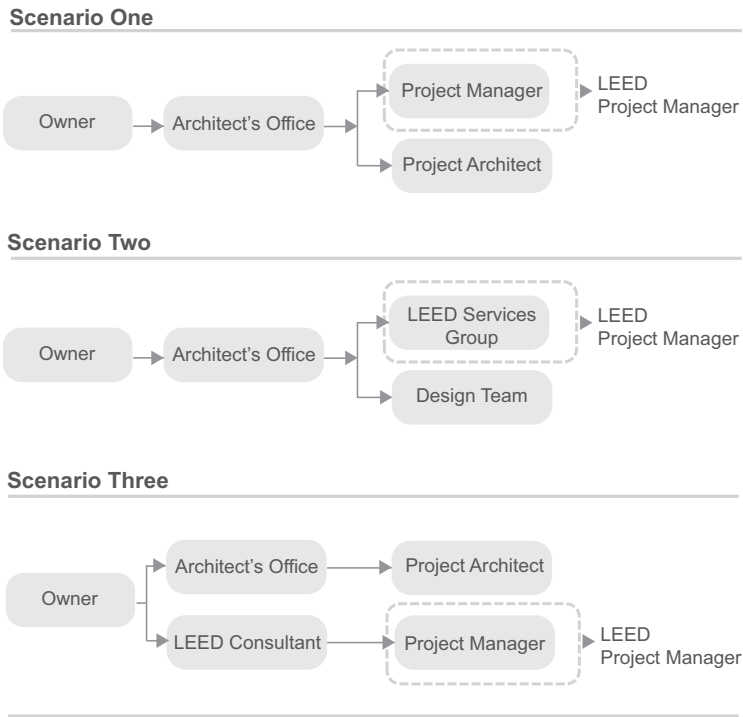 Scenario One
Owner
Architect's Office
Project Manager
LEED
Project Manager
Project Architect
Scenario Two
Owner
Architect's Office
LEED Services
Group
LEED
Project Manager
Design Team
Scenario Three
Owner
Architect's Office
Project Architect
LEED Consultant
Project Manager
LEED
Project Manager